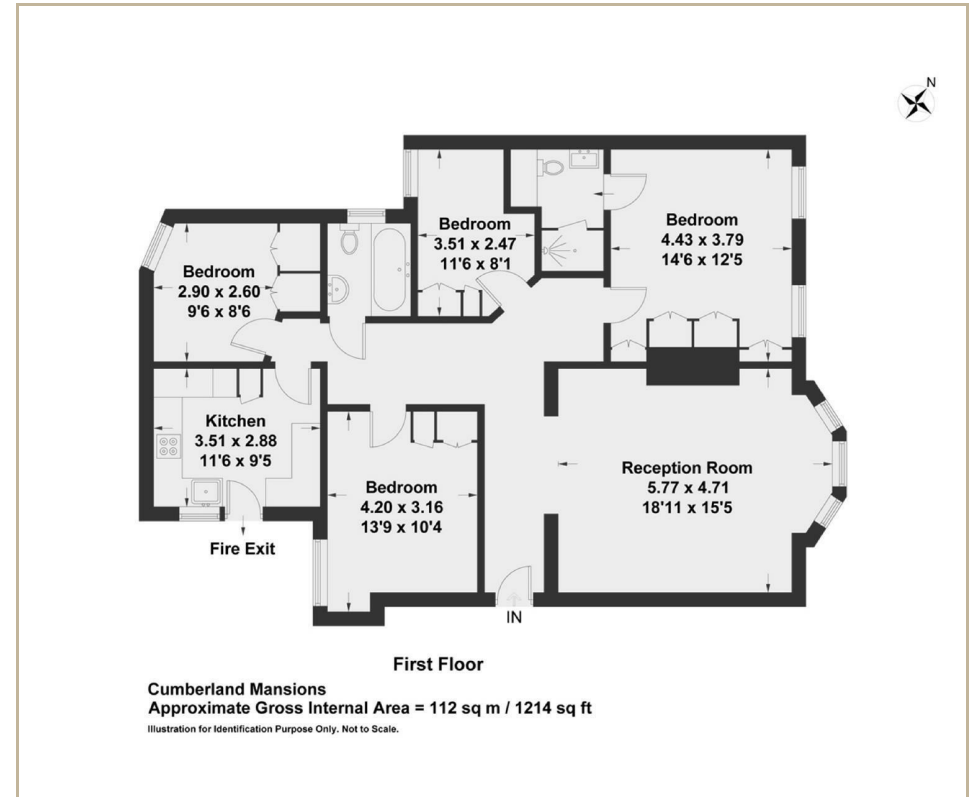 N
Bedroom
3.51 x 2.47
11'6 x 8'1
Bedroom
4.43 x 3.79
14'6 x 12'5
Bedroom
2.90 x 2.60
9'6 x 8'6
Kitchen
3.51 x 2.88
11'6 x 9'5
Reception Room
5.77 x 4.71
18'11 x 15'5
Bedroom
4.20 x 3.16
13'9 x 10'4
Fire Exit
IN
First Floor
Cumberland Mansions
Approximate Gross Internal Area = 112 sq m / 1214 sq ft
Illustration for Identification Purpose Only. Not to Scale.